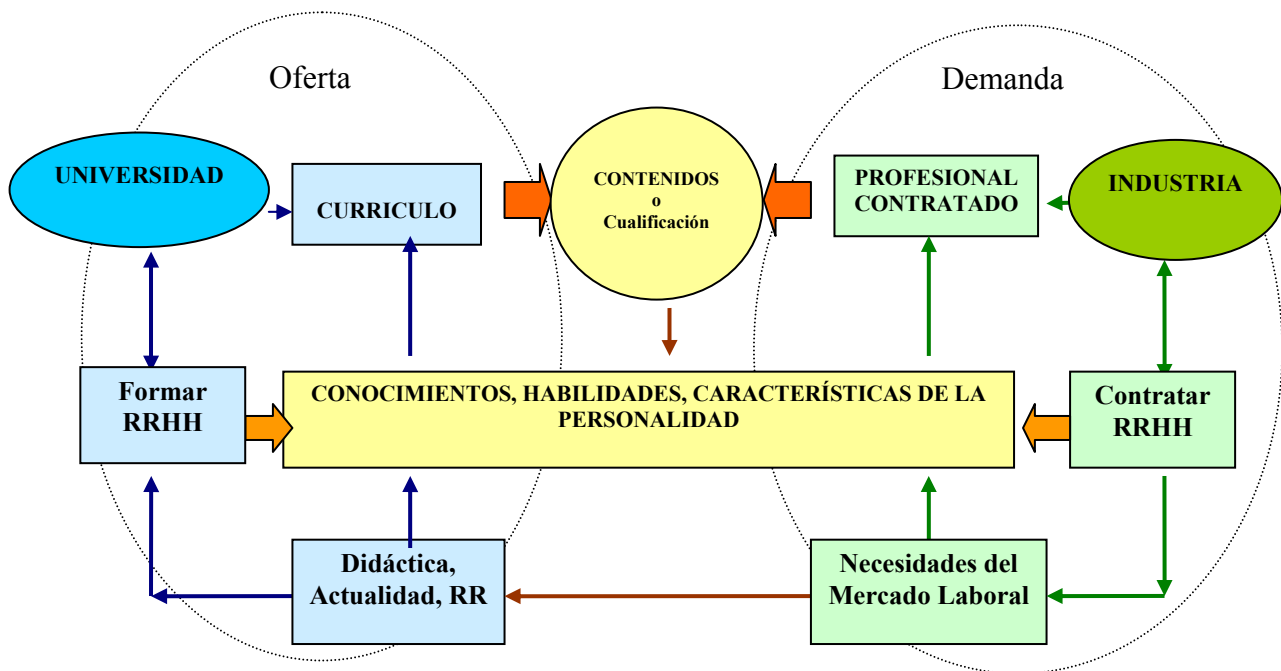 Oferta
Demanda
UNIVERSIDAD
CURRICULO
CONTENIDOS
o
Cualificación
PROFESIONAL
CONTRATADO
INDUSTRIA
Formar
RRHH
CONOCIMIENTOS, HABILIDADES, CARACTERÍSTICAS DE LA
PERSONALIDAD
Contratar
RRHH
Didáctica,
Actualidad, RR
Necesidades del
Mercado Laboral